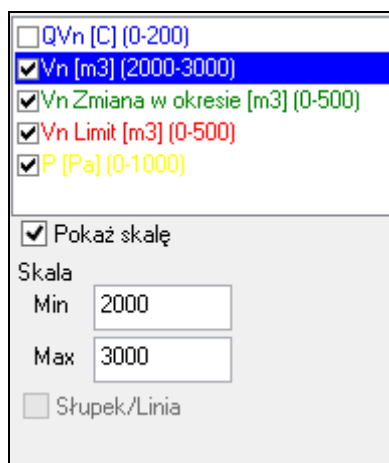 QVn [C] (0-200)
Vn [m3] (2000-3000)
Vn Zmiana w okresie [m3] (0-500)
Vn Limit [m3] (0-500)
P [Pa] (0-1000)
Pokaż skalę
Skala
Min 2000
Max 3000
Słupek/Linia